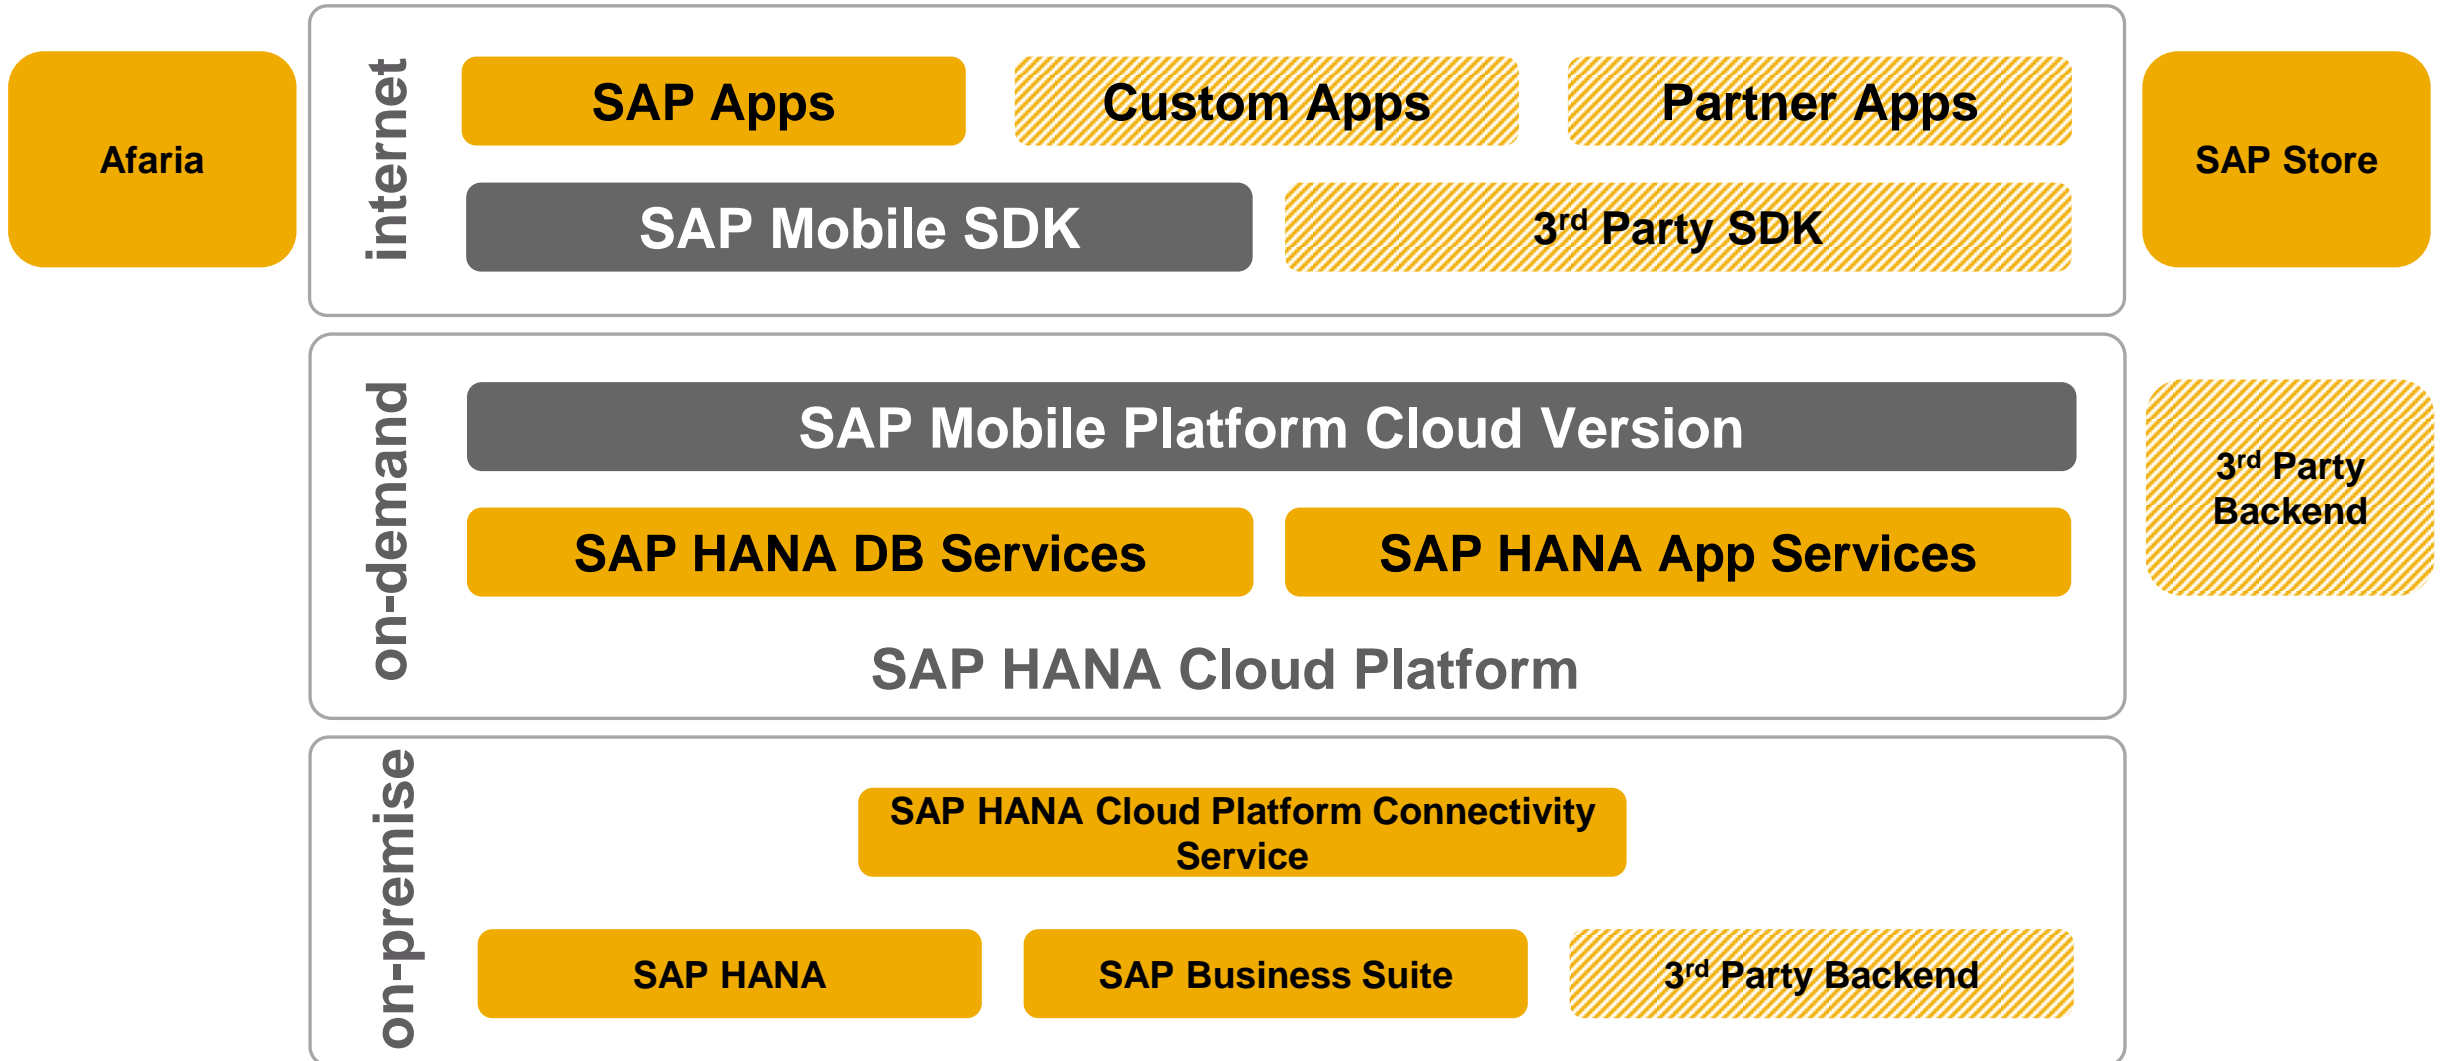 internet
SAP Apps
Custom Apps
Partner Apps
Afaria
SAP Store
SAP Mobile SDK
3rd Party SDK
on-demand
SAP Mobile Platform Cloud Version
3rd Party
Backend
SAP HANA DB Services
SAP HANA App Services
SAP HANA Cloud Platform
on-premise
SAP HANA Cloud Platform Connectivity
Service
SAP HANA
SAP Business Suite
3rd Party Backend